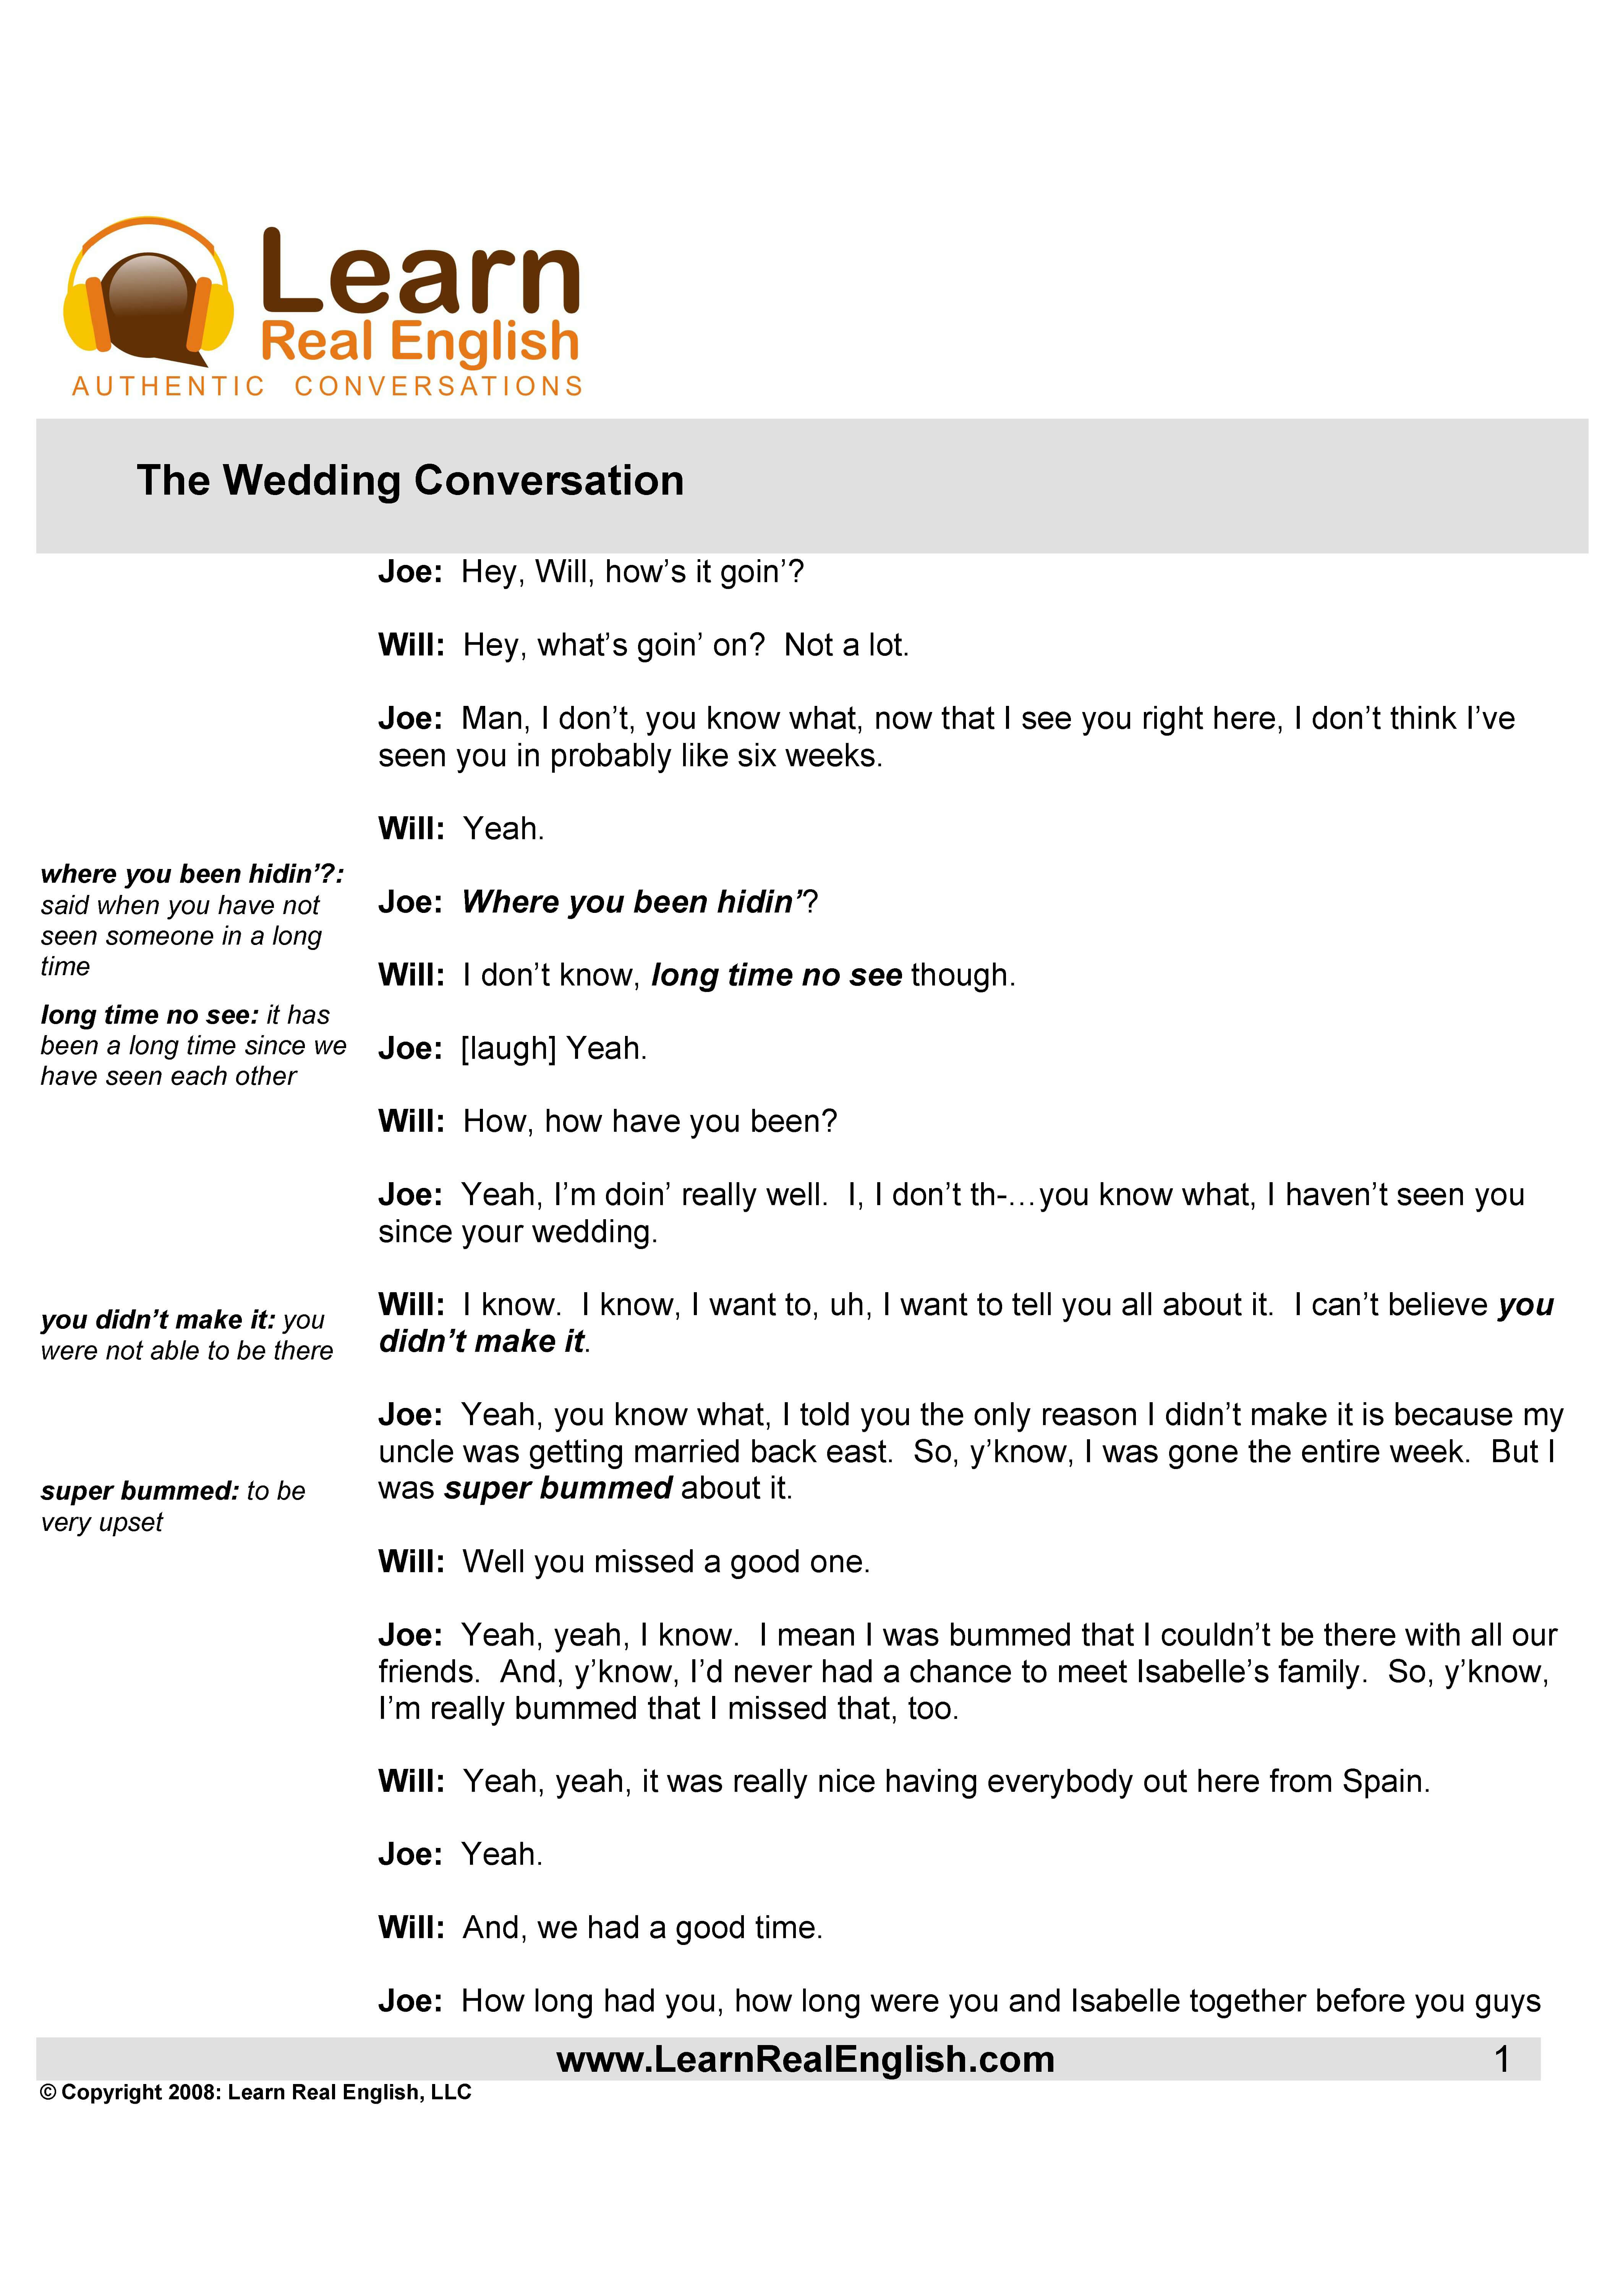 Learn
Real English
AUTHENTIC CONVERSATIONS
The Wedding Conversation
Joe: Hey, Will, how’s it goin’?
Will: Hey, what’s goin’ on? Not a lot.
Joe: Man, I don’t, you know what, now that I see you right here, I don’t think I’ve
seen you in probably like six weeks.
Will: Yeah.
where you been hidin’?:
said when you have not
seen someone in a long
time
Joe: Where you been hidin’?
Will: I don’t know, long time no see though.
long time no see: it has
been a long time since we
have seen each other
Joe: [laugh] Yeah.
Will: How, how have you been?
Joe: Yeah, I’m doin’ really well. I, I don’t th-…you know what, I haven’t seen you
since your wedding.
you didn’t make it: you
were not able to be there
Will: I know. I know, I want to, uh, I want to tell you all about it. I can’t believe you
didn’t make it.
Joe: Yeah, you know what, I told you the only reason I didn’t make it is because my
uncle was getting married back east. So, y’know, I was gone the entire week. But I
was super bummed about it.
super bummed: to be
very upset
Will: Well you missed a good one.
Joe: Yeah, yeah, I know. I mean I was bummed that I couldn’t be there with all our
friends. And, y’know, I’d never had a chance to meet Isabelle’s family. So, y’know,
I’m really bummed that I missed that, too.
Will: Yeah, yeah, it was really nice having everybody out here from Spain.
Joe: Yeah.
Will: And, we had a good time.
Joe: How long had you, how long were you and Isabelle together before you guys
www.LearnRealEnglish.com 1
© Copyright 2008: Learn Real English, LLC